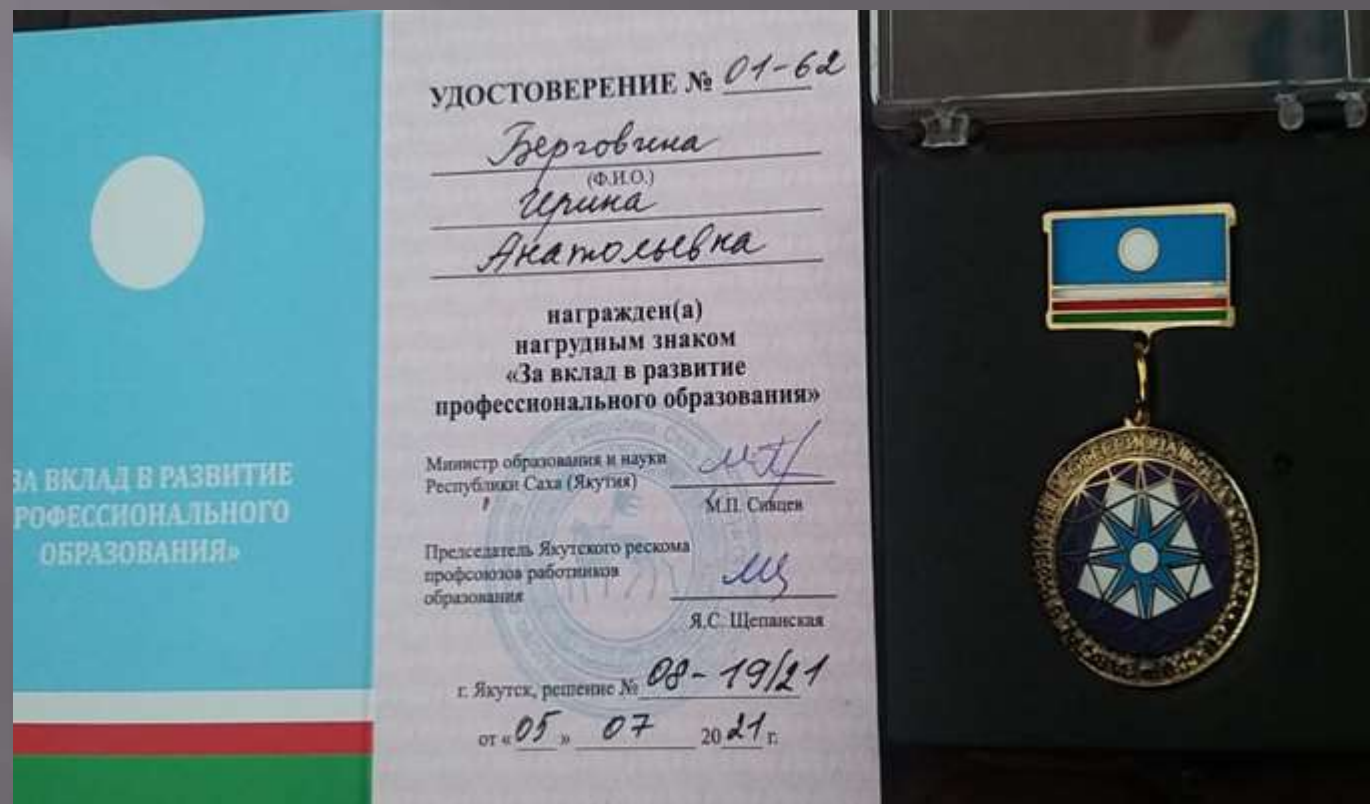 ЗА ВКЛАД В РАЗВИТИЕ
РОФЕССИОНАЛЬНОГО
ОБРАЗОВАНИЯ»
УДОСТОВЕРЕНИЕ № 01-62
Берговина
(Ф.И.О.)
Ирина
Анатольевна
награжден(а)
нагрудным знаком
«За вклад в развитие
профессионального образования»
Министр образования и науки
Республики Саха (Якутия)
М.П. Сивцев
Председатель Якутского рескома
профсоюзов работников
образования
Я.С. Щепанская
г. Якутск, решение № 08-19/21
от «05» 07 2021 г.